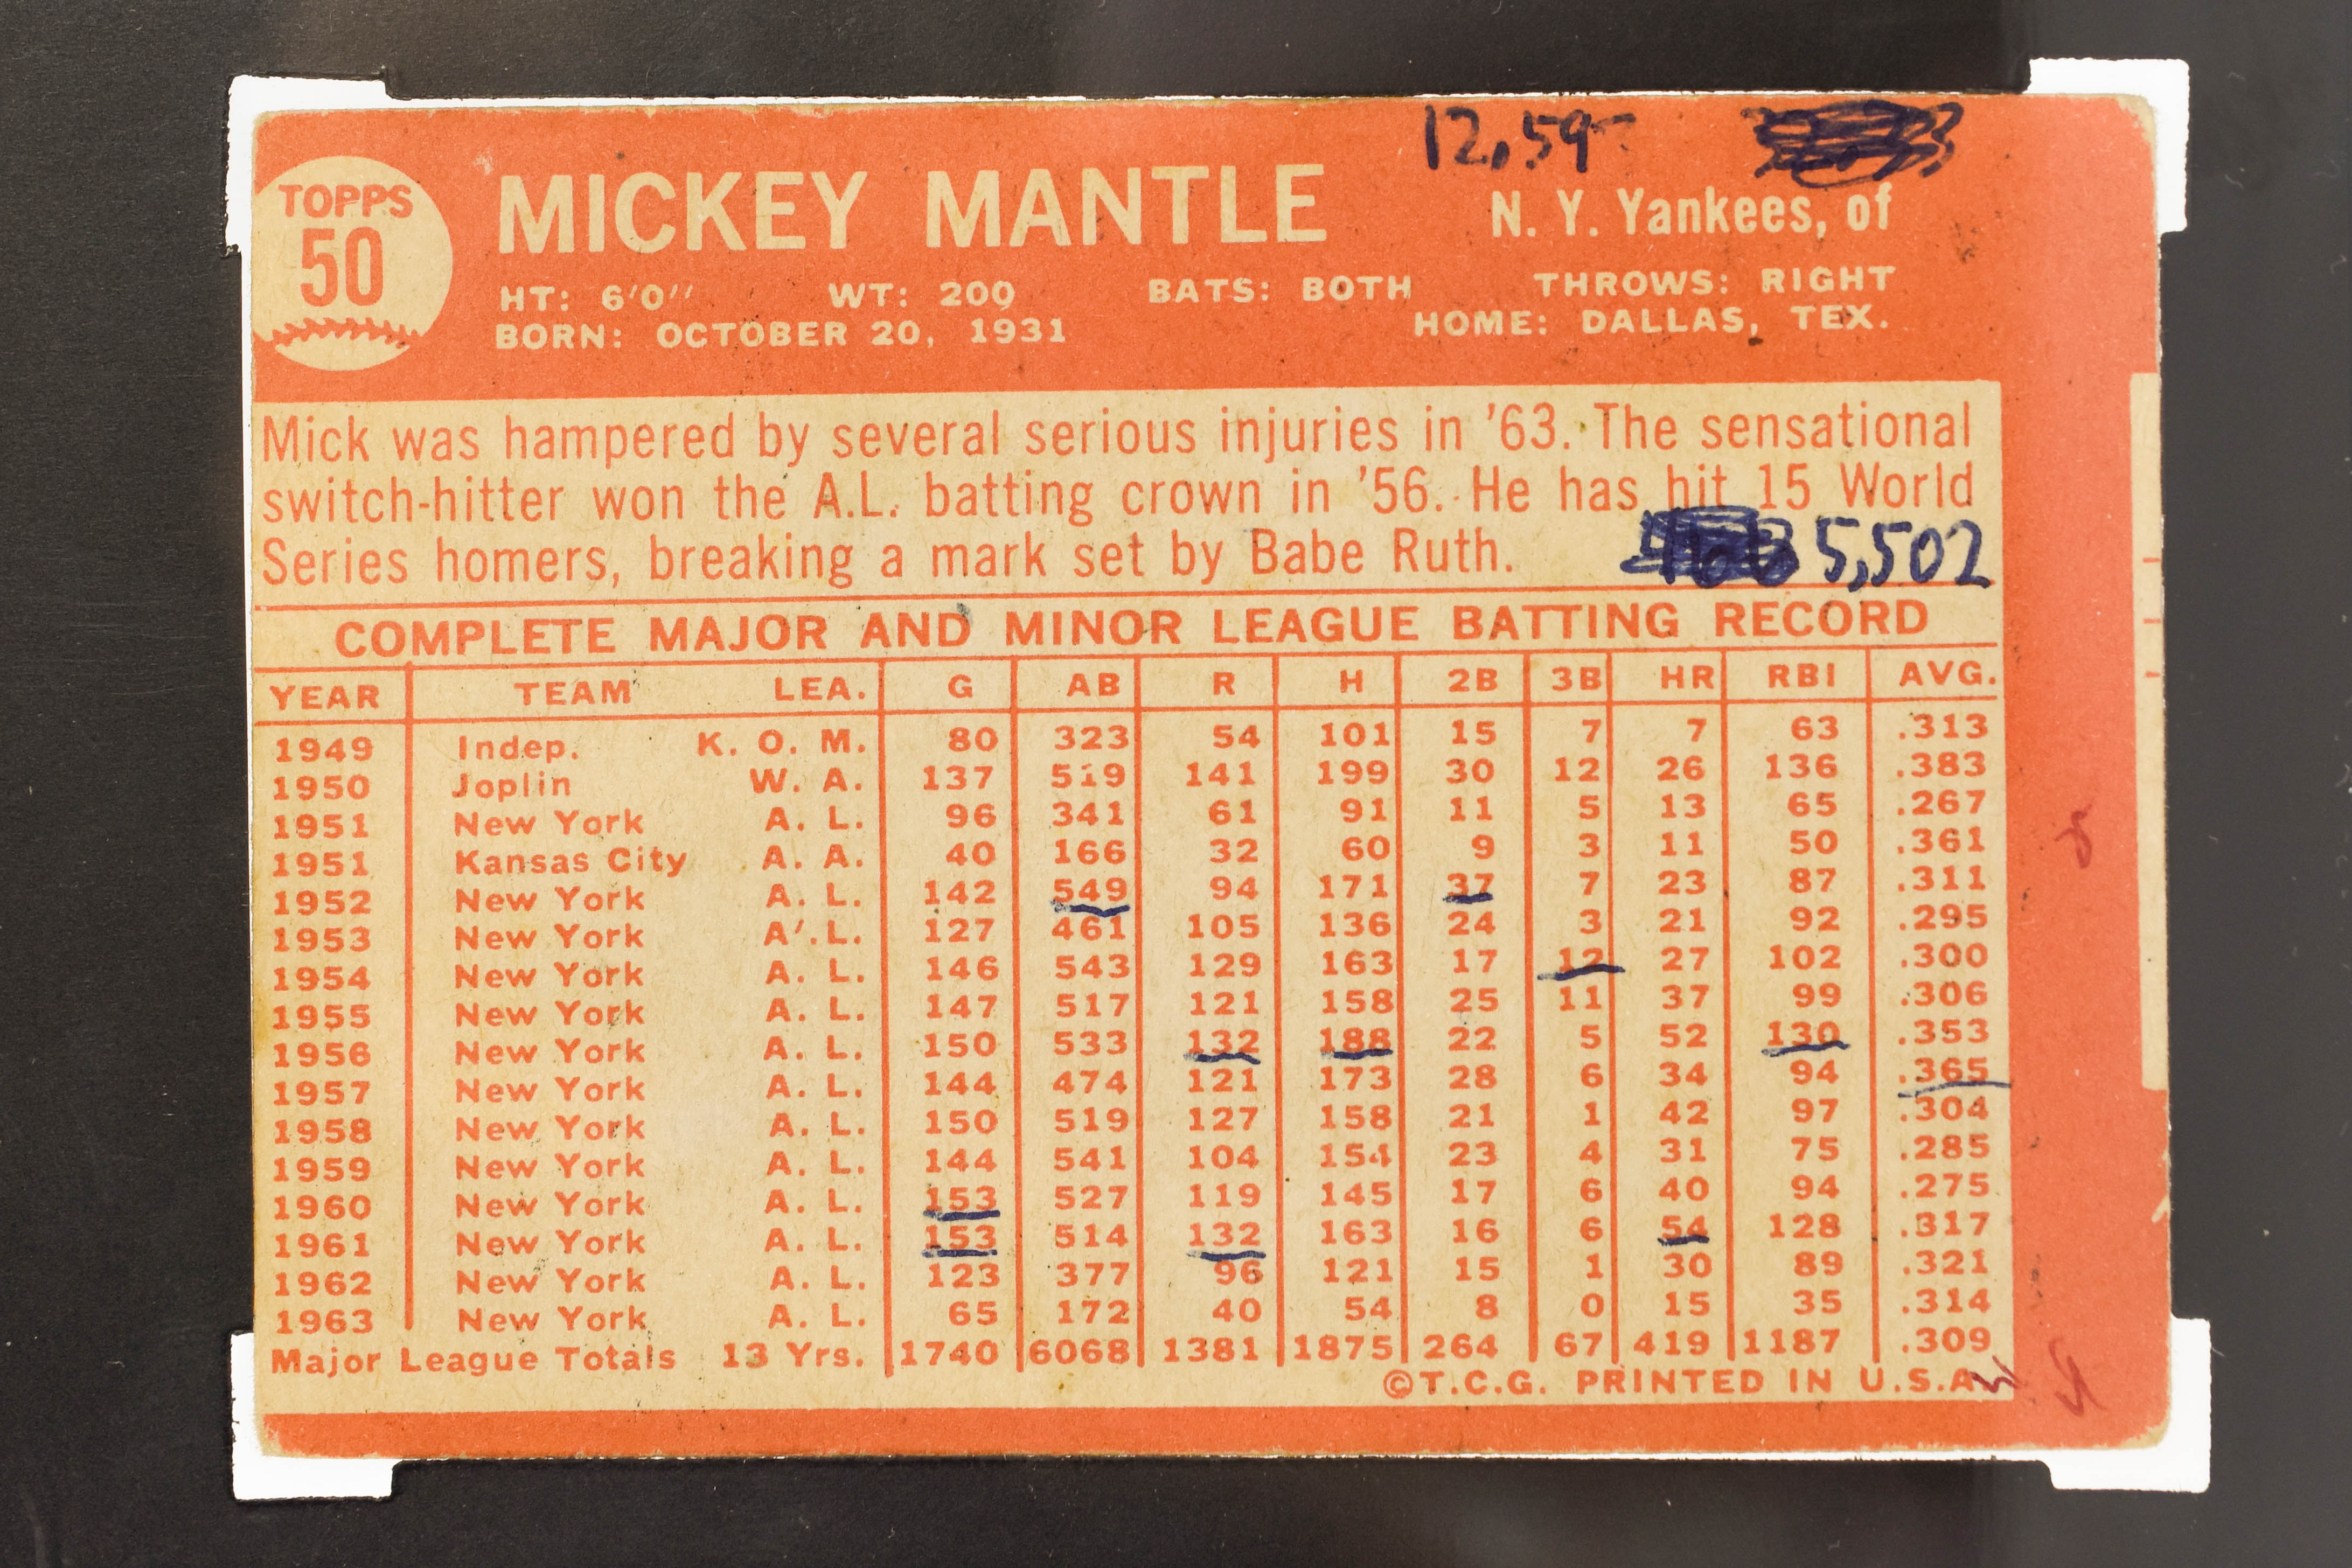 12,59
TOPPS
50
MICKEY MANTLE
N. Y. Yankees, of
HT: 6'0" WT: 200 BATS: BOTH THROWS: RIGHT
BORN: OCTOBER 20, 1931 HOME: DALLAS, TEX.
Mick was hampered by several serious injuries in '63. The sensational
switch-hitter won the A.L. batting crown in '56. He has hit 15 World
Series homers, breaking a mark set by Babe Ruth.
5,502
COMPLETE MAJOR AND MINOR LEAGUE BATTING RECORD
YEAR TEAM LEA. G AB R H 2B 3B HR RBI AVG.
1949 Indep. K. O. M. 80 323 54 101 15 7 7 63 .313
1950 Joplin W. A. 137 519 141 199 30 12 26 136 .383
1951 New York A. L. 96 341 61 91 11 5 13 65 .267
1951 Kansas City A. A. 40 166 32 60 9 3 11 50 .361
1952 New York A. L. 142 549 94 171 37 7 23 87 .311
1953 New York A. L. 127 461 105 136 24 3 21 92 .295
1954 New York A. L. 146 543 129 163 17 12 27 102 .300
1955 New York A. L. 147 517 121 158 25 11 37 99 .306
1956 New York A. L. 150 533 132 188 22 5 52 130 .353
1957 New York A. L. 144 474 121 173 28 6 34 94 .365
1958 New York A. L. 150 519 127 158 21 1 42 97 .304
1959 New York A. L. 144 541 104 154 23 4 31 75 .285
1960 New York A. L. 153 527 119 145 17 6 40 94 .275
1961 New York A. L. 153 514 132 163 16 6 54 128 .317
1962 New York A. L. 123 377 96 121 15 1 30 89 .321
1963 New York A. L. 65 172 40 54 8 0 15 35 .314
Major League Totals 13 Yrs. 1740 6068 1381 1875 264 67 419 1187 .309
©T.C.G. PRINTED IN U.S.A.